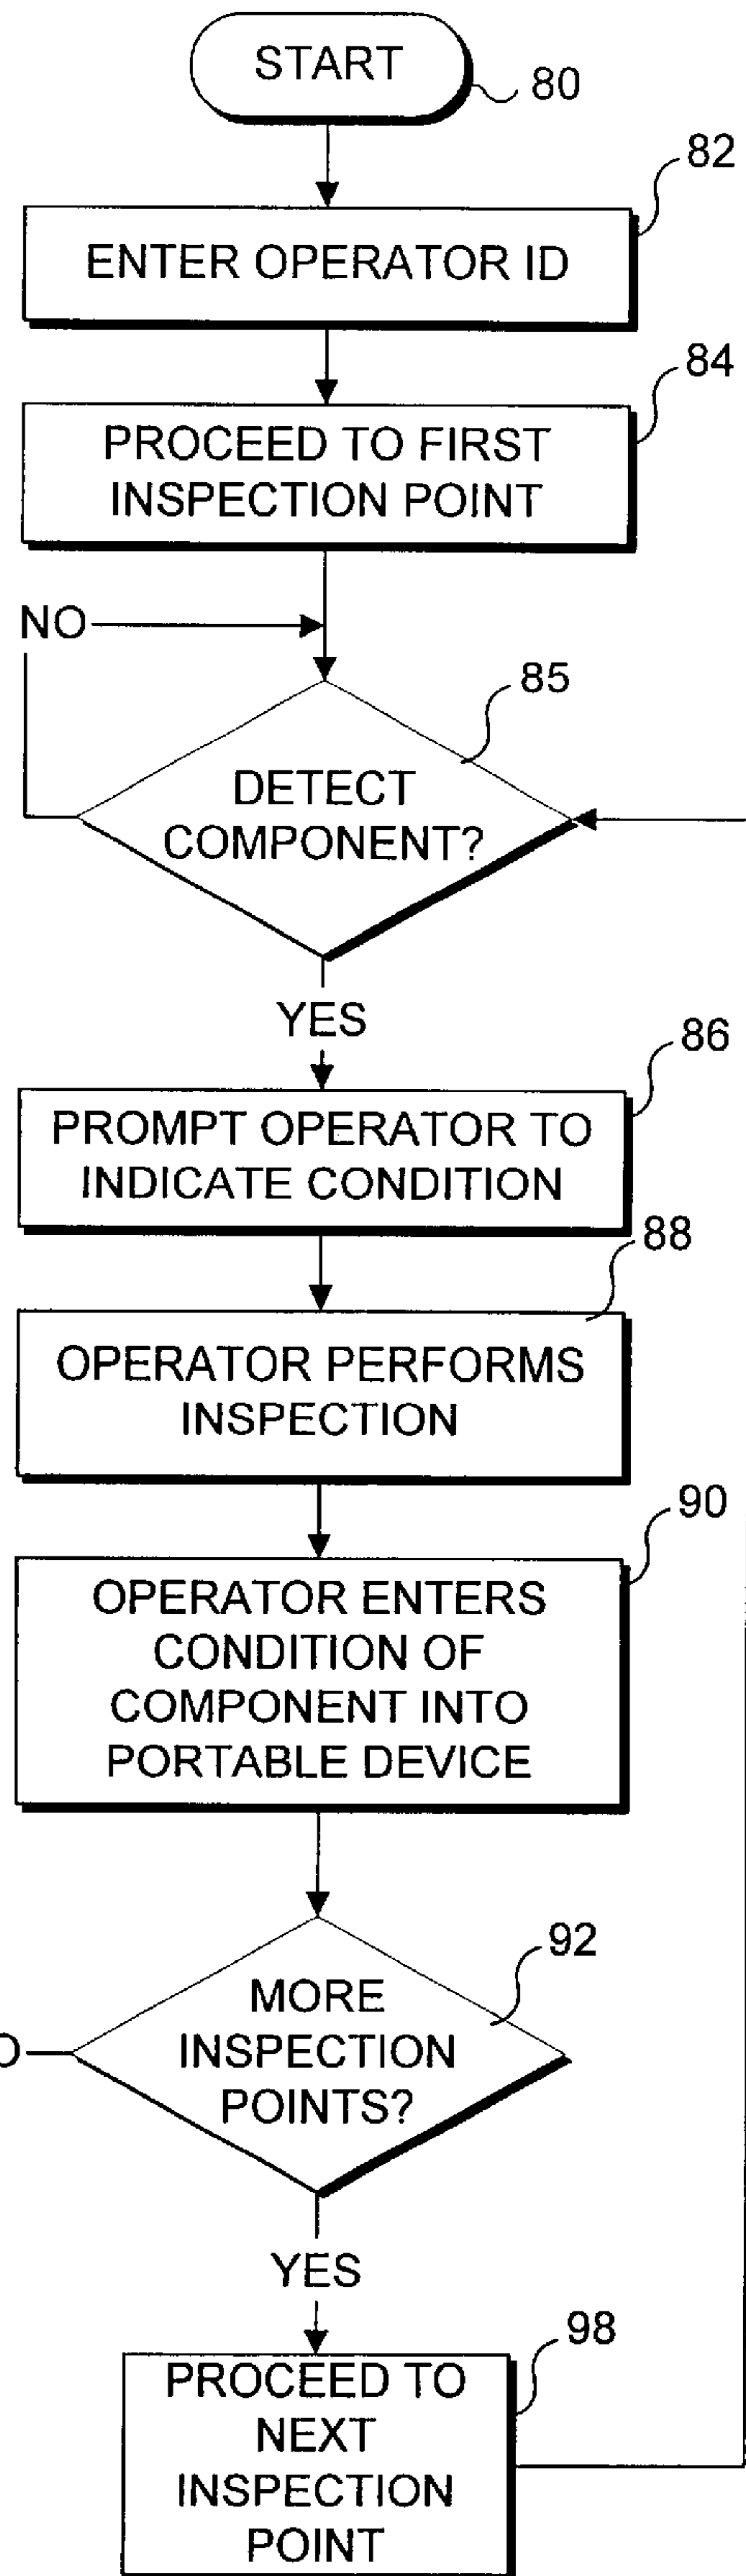 START
80
82
ENTER OPERATOR ID
84
PROCEED TO FIRST
INSPECTION POINT
NO
85
DETECT
COMPONENT?
YES
86
PROMPT OPERATOR TO
INDICATE CONDITION
88
OPERATOR PERFORMS
INSPECTION
90
OPERATOR ENTERS
CONDITION OF
COMPONENT INTO
PORTABLE DEVICE
92
MORE
INSPECTION
POINTS?
YES
98
PROCEED TO
NEXT
INSPECTION
POINT